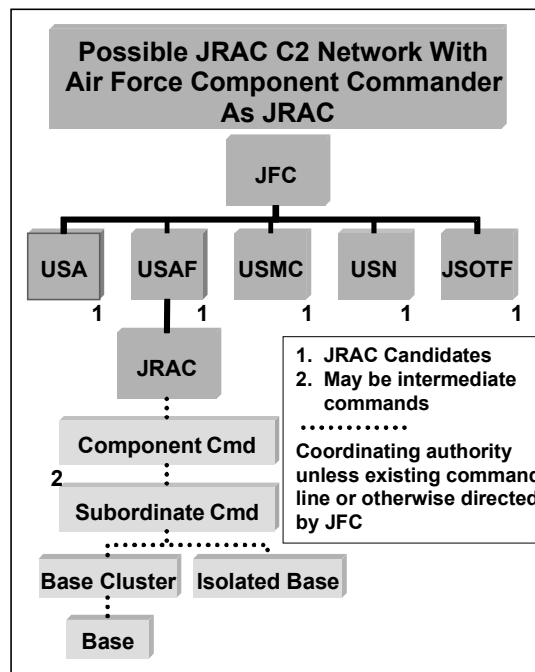 Possible JRAC C2 Network With
Air Force Component Commander
As JRAC
JFC
USA
USAF
USMC
USN
JSOTF
1
1
1
1
1
JRAC
1. JRAC Candidates
2. May be intermediate
commands
Coordinating authority
unless existing command
line or otherwise directed
by JFC
Component Cmd
2
Subordinate Cmd
Base Cluster
Isolated Base
Base